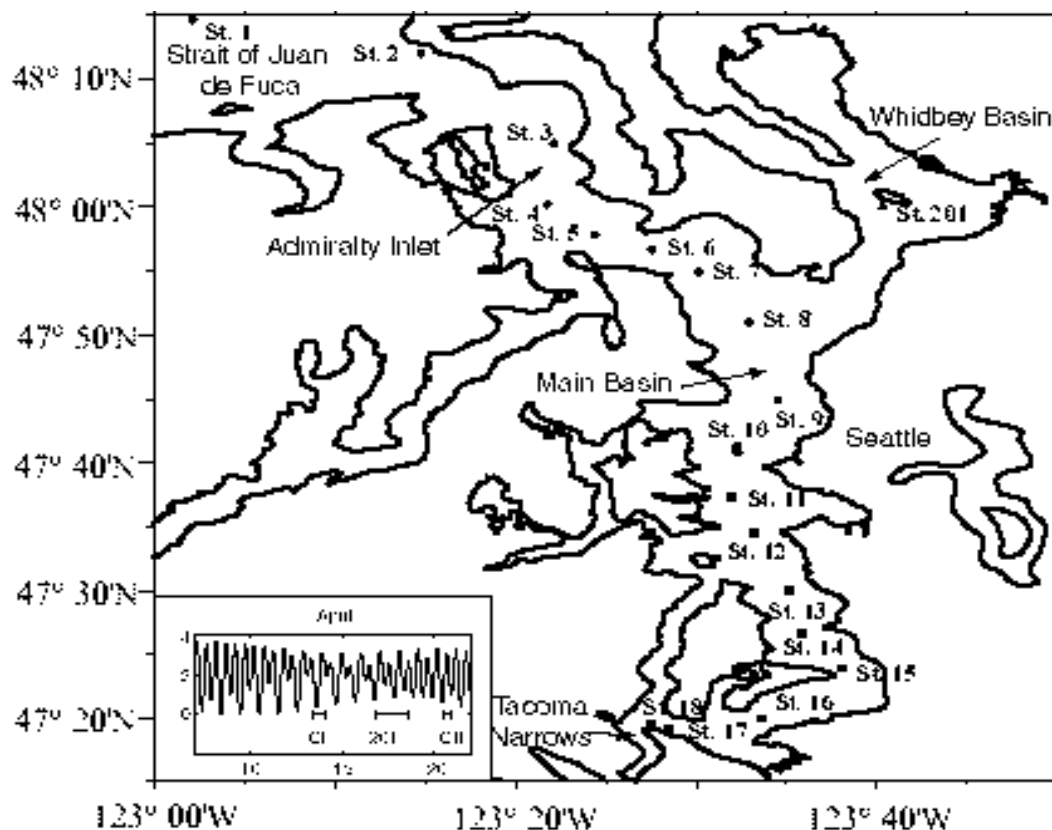 St. 1
Strait of Juan
de Fuca
St. 2
48° 10'N
Whidbey Basin
St. 3
48° 00'N
St. 4
St. 201
St. 5
Admiralty Inlet
St. 6
St. 7
St. 8
47° 50'N
Main Basin
St. 9
St. 10
Seattle
47° 40'N
St. 11
St. 12
47° 30'N
St. 13
April
St. 14
4
St. 15
St. 16
St. 18
Tacoma
Narrows
St. 17
0
47° 20'N
201
10
15
20
123° 00'W
123° 20'W
123° 40'W